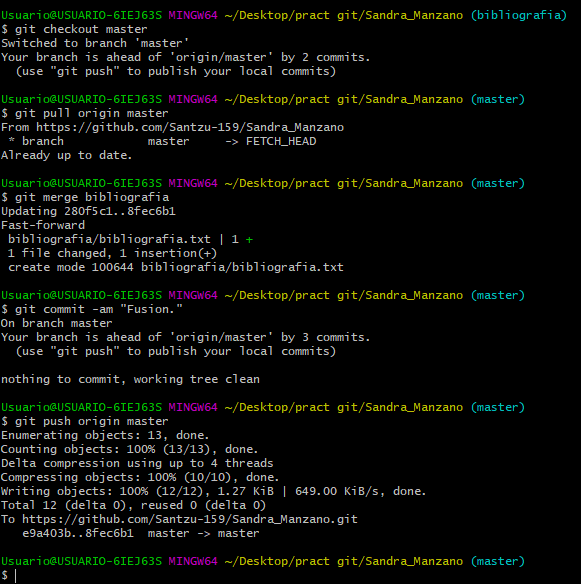 Usuario@USUARIO-6IEJ63S MINGW64 ~/Desktop/pract git/Sandra_Manzano (bibliografia)
$ git checkout master
Switched to branch 'master'
Your branch is ahead of 'origin/master' by 2 commits.
  (use "git push" to publish your local commits)

Usuario@USUARIO-6IEJ63S MINGW64 ~/Desktop/pract git/Sandra_Manzano (master)
$ git pull origin master
From https://github.com/Santzu-159/Sandra_Manzano
 * branch            master     -> FETCH_HEAD
Already up to date.

Usuario@USUARIO-6IEJ63S MINGW64 ~/Desktop/pract git/Sandra_Manzano (master)
$ git merge bibliografia
Updating 280f5c1..8fec6b1
Fast-forward
 bibliografia/bibliografia.txt | 1 +
 1 file changed, 1 insertion(+)
 create mode 100644 bibliografia/bibliografia.txt

Usuario@USUARIO-6IEJ63S MINGW64 ~/Desktop/pract git/Sandra_Manzano (master)
$ git commit -am "Fusion."
On branch master
Your branch is ahead of 'origin/master' by 3 commits.
  (use "git push" to publish your local commits)

nothing to commit, working tree clean

Usuario@USUARIO-6IEJ63S MINGW64 ~/Desktop/pract git/Sandra_Manzano (master)
$ git push origin master
Enumerating objects: 13, done.
Counting objects: 100% (13/13), done.
Delta compression using up to 4 threads
Compressing objects: 100% (10/10), done.
Writing objects: 100% (12/12), 1.27 KiB | 649.00 KiB/s, done.
Total 12 (delta 0), reused 0 (delta 0)
To https://github.com/Santzu-159/Sandra_Manzano.git
   e9a403b..8fec6b1  master -> master

Usuario@USUARIO-6IEJ63S MINGW64 ~/Desktop/pract git/Sandra_Manzano (master)
$